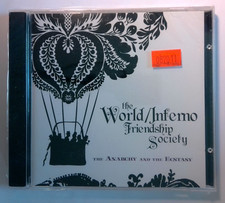 the
World/Inferno
Friendship
Society
THE ANARCHY AND THE ECSTASY